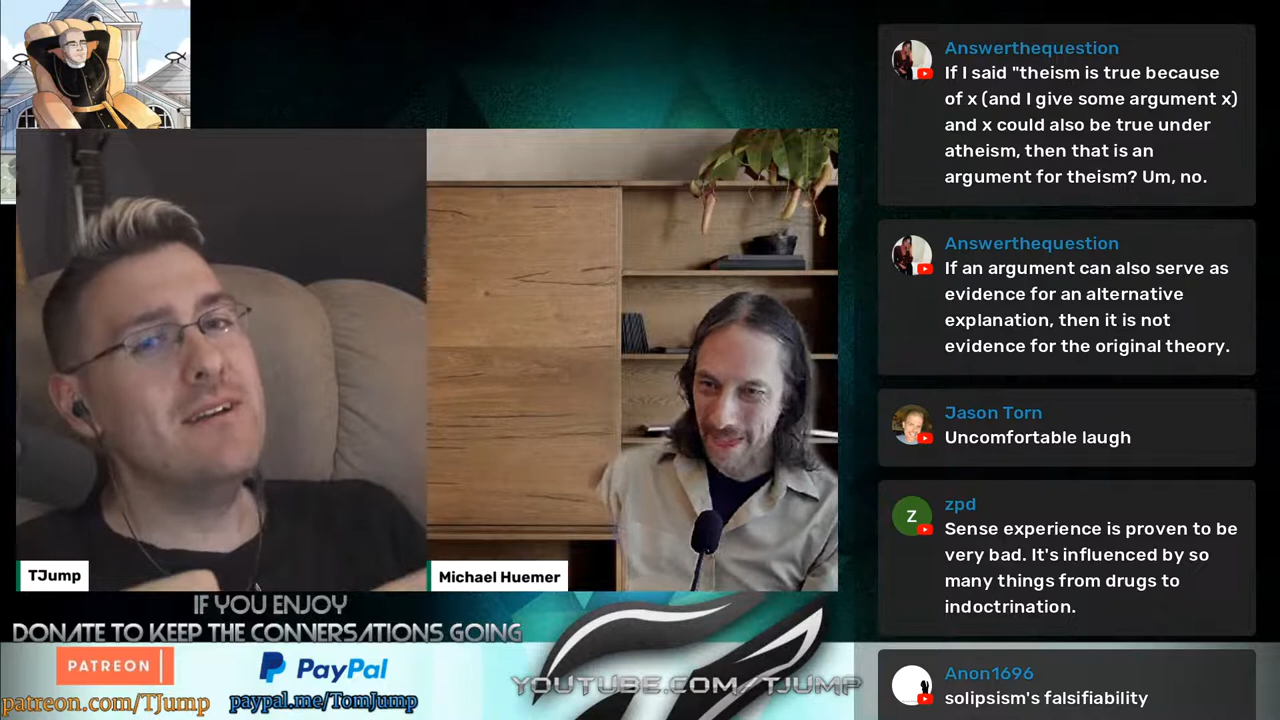 Answerthequestion
If I said "theism is true because
of x (and I give some argument x)
and x could also be true under
atheism, then that is an
argument for theism? Um, no.
Answerthequestion
If an argument can also serve as
evidence for an alternative
explanation, then it is not
evidence for the original theory.
Jason Torn
Uncomfortable laugh
Z
zpd
Sense experience is proven to be
very bad. It's influenced by so
many things from drugs to
indoctrination.
Anon1696
solipsism's falsifiability
TJump
Michael Huemer
IF YOU ENJOY
DONATE TO KEEP THE CONVERSATIONS GOING
PATREON
PayPal
patreon.com/TJump
paypal.me/TomJump
YOUTUBE.COM/TJUMP